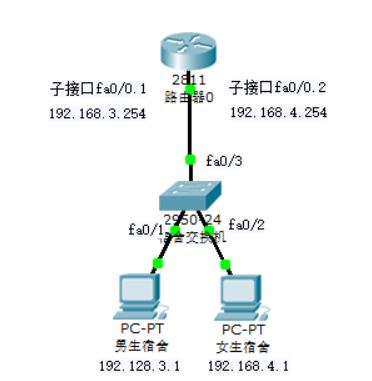 2811
路由器0
子接口fa0/0.1
192.168.3.254
子接口fa0/0.2
192.168.4.254
fa0/3
2950-24
宿舍交换机
fa0/1
fa0/2
PC-PT
男生宿舍
192.128.3.1
PC-PT
女生宿舍
192.168.4.1